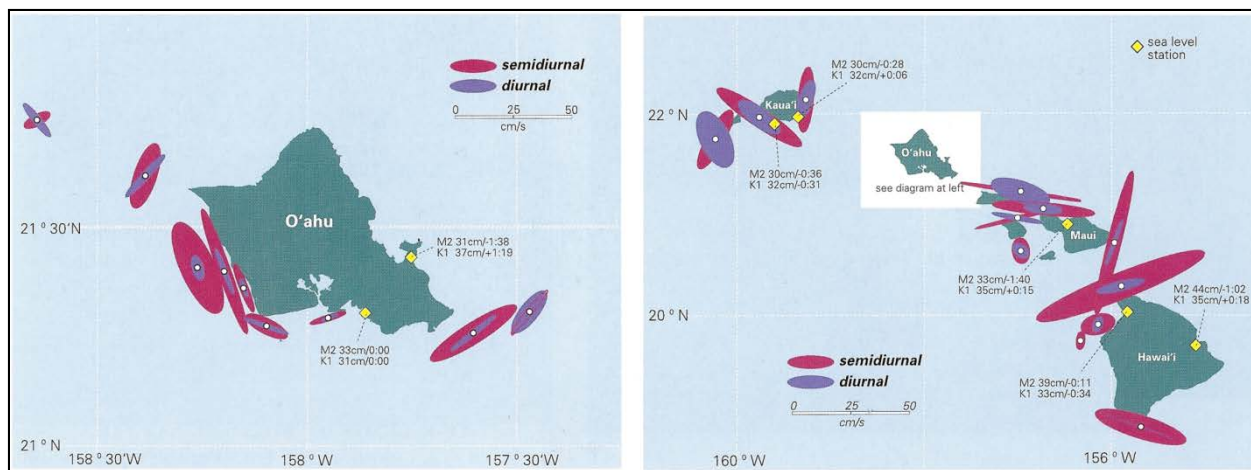 semidiurnal
diurnal
0 25 50
cm/s
O'ahu
21°30'
M2 31cm/-1:38
K1 37cm/+1:19
M2 33cm/0:00
K1 31cm/0:00
21°N
158°30'W
158°W
157°30'W
sea level
station
M2 30cm/-0:28
K1 32cm/+0:06
Kaua'i
22°N
M2 30cm/-0:36
K1 32cm/-0:31
O'ahu
see diagram at left
Maui
M2 33cm/-1:40
K1 35cm/+0:15
M2 44cm/-1:02
K1 35cm/+0:18
20°N
Hawai'i
semidiurnal
diurnal
M2 39cm/-0:11
K1 33cm/-0:34
0 25 50
cm/s
160°W
156°W